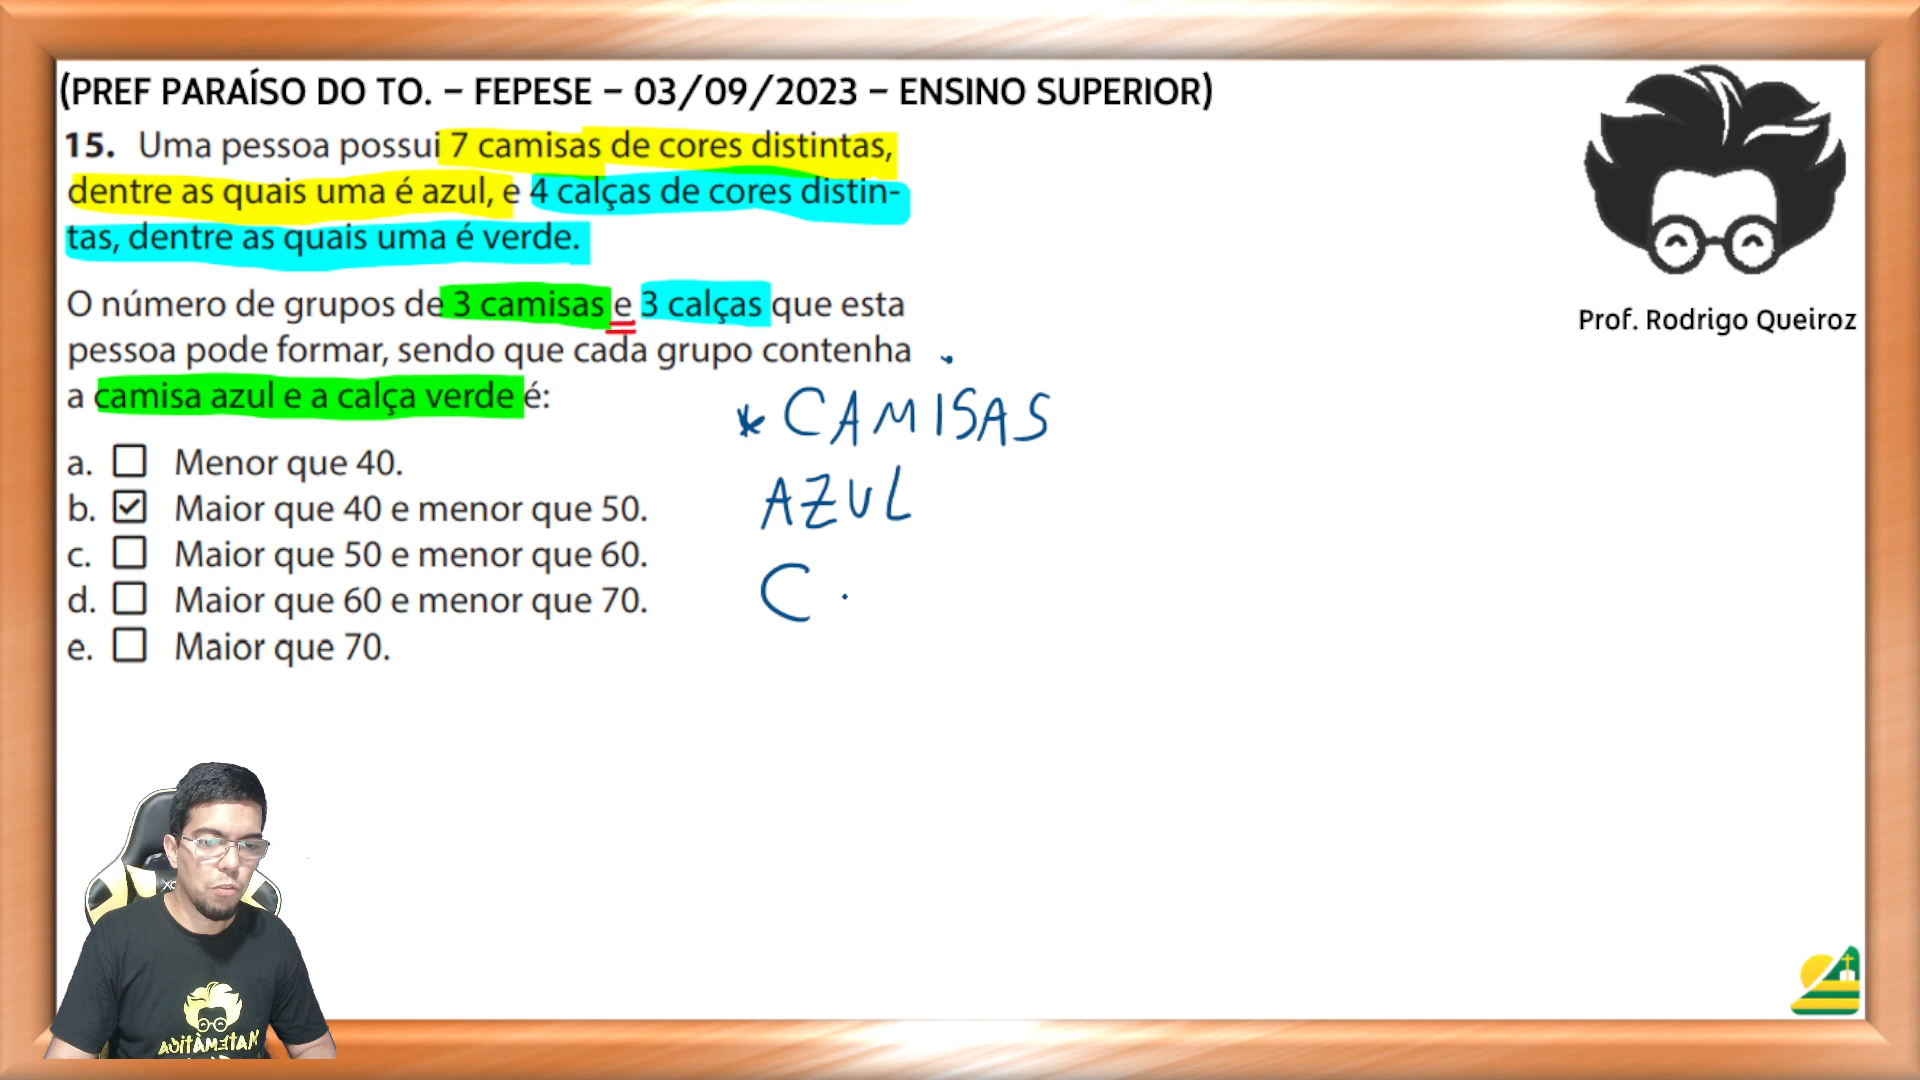 (PREF PARAÍSO DO TO. – FEPESE – 03/09/2023 – ENSINO SUPERIOR)
15. Uma pessoa possui 7 camisas de cores distintas,
dentre as quais uma é azul, e 4 calças de cores distin-
tas, dentre as quais uma é verde.
O número de grupos de 3 camisas e 3 calças que esta
pessoa pode formar, sendo que cada grupo contenha
a camisa azul e a calça verde é:
a. Menor que 40.
b. Maior que 40 e menor que 50.
c. Maior que 50 e menor que 60.
d. Maior que 60 e menor que 70.
e. Maior que 70.
* CAMISAS
AZUL
C
Prof. Rodrigo Queiroz